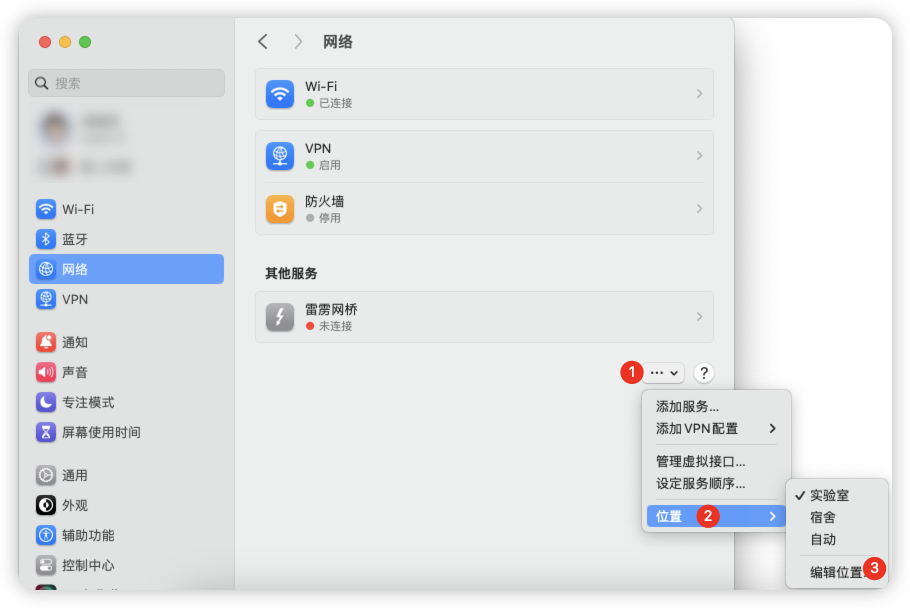 网络
搜索
Wi-Fi
已连接
VPN
启用
防火墙
停用
其他服务
雷雳网桥
未连接
Wi-Fi
蓝牙
网络
VPN
通知
声音
专注模式
屏幕使用时间
通用
外观
辅助功能
控制中心
1
?
添加服务...
添加VPN配置
管理虚拟接口...
设定服务顺序...
位置
2
实验室
宿舍
自动
编辑位置
3